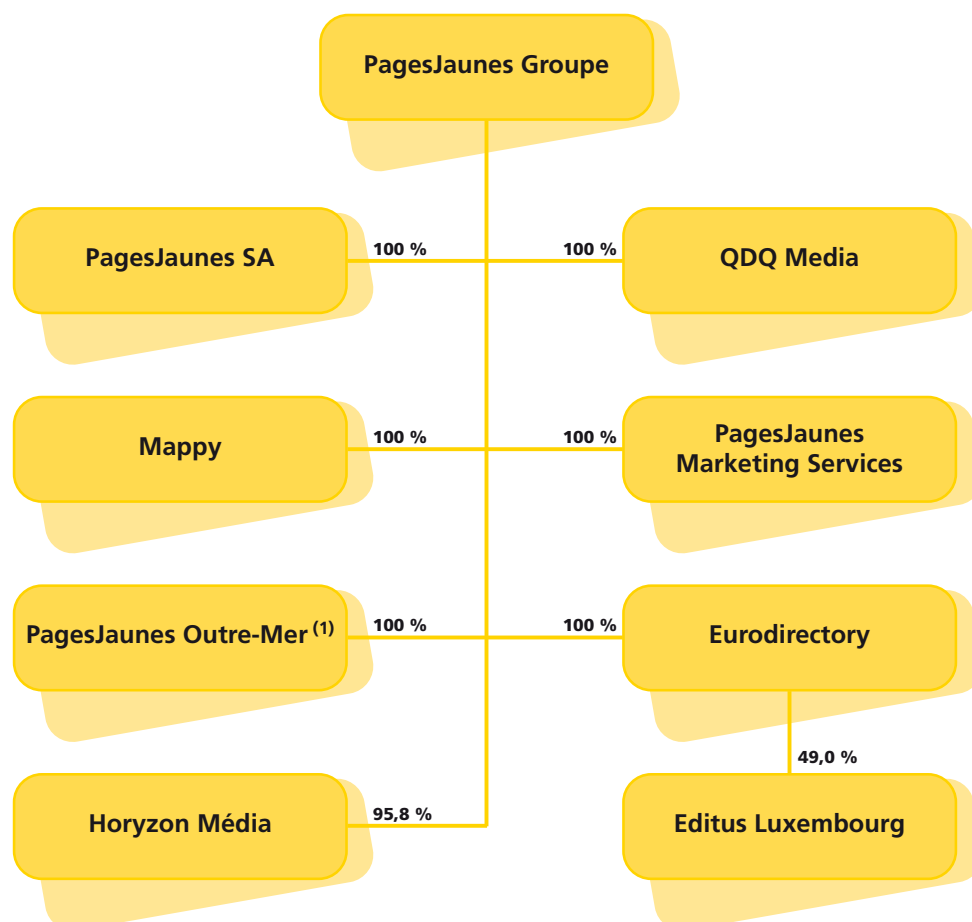 PagesJaunes Groupe
PagesJaunes SA
100 %
100 %
QDQ Media
Mappy
100 %
100 %
PagesJaunes
Marketing Services
PagesJaunes Outre-Mer (1)
100 %
100 %
Eurodirectory
49,0 %
Horyzon Média
95,8 %
Editus Luxembourg